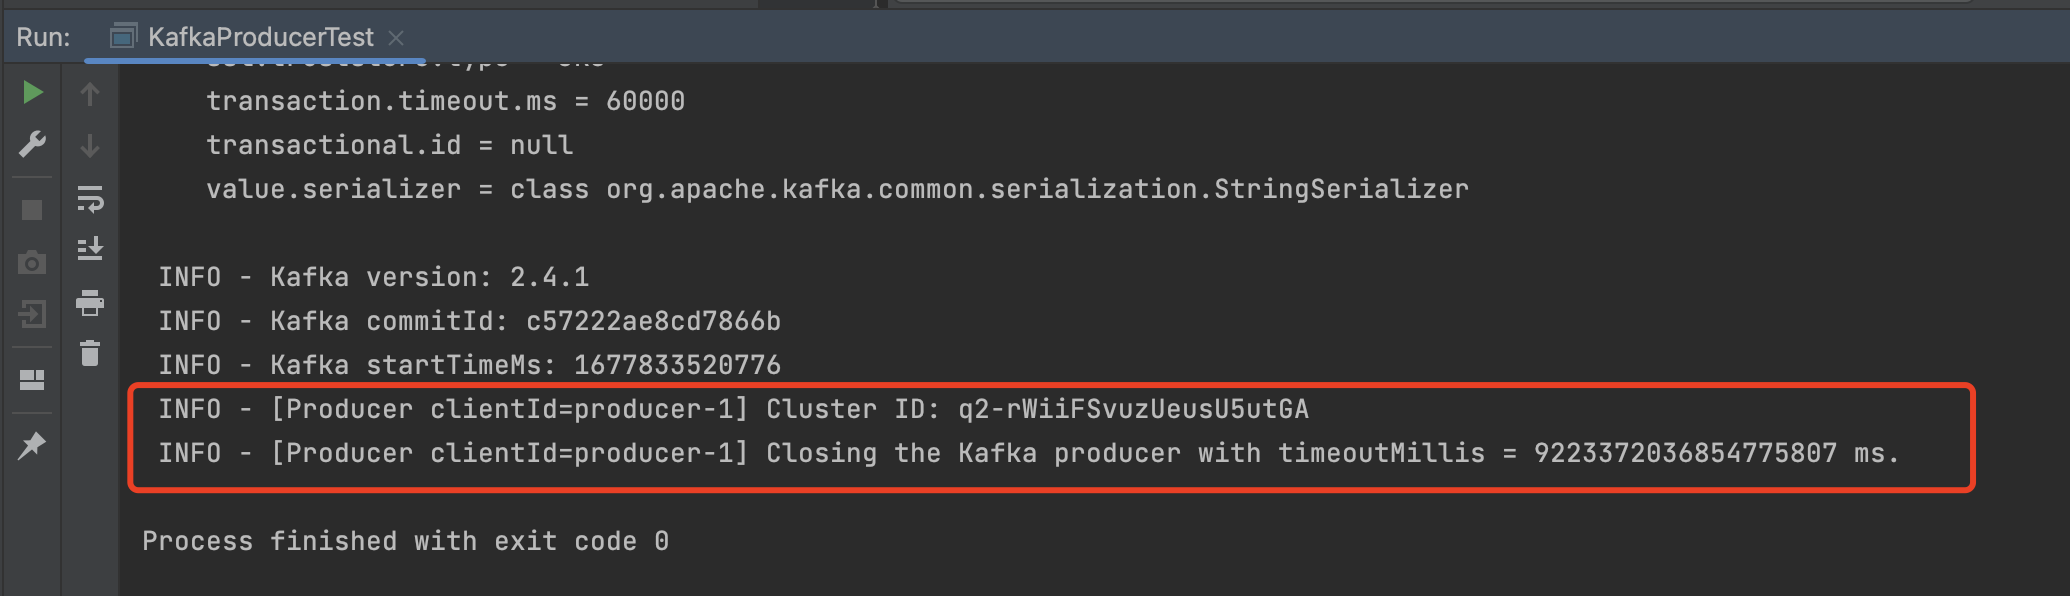 Run: KafkaProducerTest
transaction.timeout.ms = 60000
transactional.id = null
value.serializer = class org.apache.kafka.common.serialization.StringSerializer
INFO - Kafka version: 2.4.1
INFO - Kafka commitId: c57222ae8cd7866b
INFO - Kafka startTimeMs: 1677833520776
INFO - [Producer clientId=producer-1] Cluster ID: q2-rWiiFSvuzUeusU5utGA
INFO - [Producer clientId=producer-1] Closing the Kafka producer with timeoutMillis = 9223372036854775807 ms.
Process finished with exit code 0